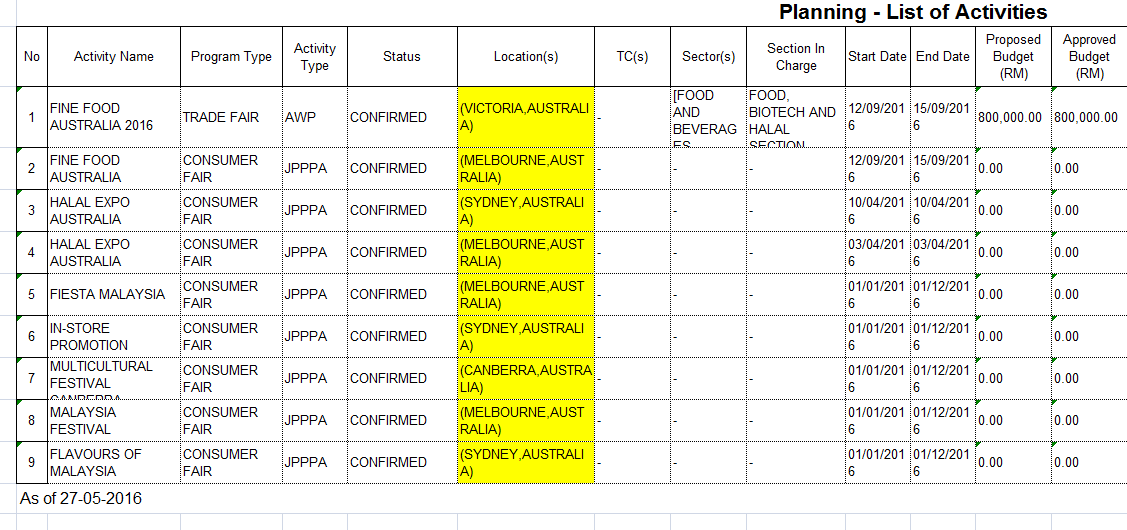 Planning - List of Activities
No Activity Name Program Type Activity Type Status Location(s) TC(s) Sector(s) Section In Charge Start Date End Date Proposed Budget (RM) Approved Budget (RM)
1 FINE FOOD AUSTRALIA 2016 TRADE FAIR AWP CONFIRMED (VICTORIA,AUSTRALIA) - [FOOD AND BEVERAGES FOOD, BIOTECH AND HALAL SECTION 12/09/2016 15/09/2016 800,000.00 800,000.00
2 FINE FOOD AUSTRALIA CONSUMER FAIR JPPPA CONFIRMED (MELBOURNE,AUSTRALIA) - - - 12/09/2016 15/09/2016 0.00 0.00
3 HALAL EXPO AUSTRALIA CONSUMER FAIR JPPPA CONFIRMED (SYDNEY,AUSTRALIA) - - - 10/04/2016 10/04/2016 0.00 0.00
4 HALAL EXPO AUSTRALIA CONSUMER FAIR JPPPA CONFIRMED (MELBOURNE,AUSTRALIA) - - - 03/04/2016 03/04/2016 0.00 0.00
5 FIESTA MALAYSIA CONSUMER FAIR JPPPA CONFIRMED (MELBOURNE,AUSTRALIA) - - - 01/01/2016 01/12/2016 0.00 0.00
6 IN-STORE PROMOTION CONSUMER FAIR JPPPA CONFIRMED (SYDNEY,AUSTRALIA) - - - 01/01/2016 01/12/2016 0.00 0.00
7 MULTICULTURAL FESTIVAL CANBERRA CONSUMER FAIR JPPPA CONFIRMED (CANBERRA,AUSTRALIA) - - - 01/01/2016 01/12/2016 0.00 0.00
8 MALAYSIA FESTIVAL CONSUMER FAIR JPPPA CONFIRMED (MELBOURNE,AUSTRALIA) - - - 01/01/2016 01/12/2016 0.00 0.00
9 FLAVOURS OF MALAYSIA CONSUMER FAIR JPPPA CONFIRMED (SYDNEY,AUSTRALIA) - - - 01/01/2016 01/12/2016 0.00 0.00
As of 27-05-2016